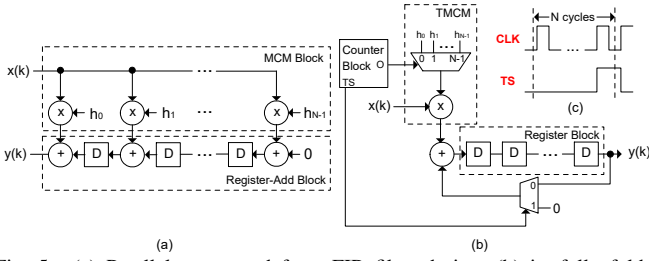 MCM Block
x(k)
x h0 x h1 ... x hN-1
y(k) + D + D ... D + 0
Register-Add Block
(a)
TMCM
h0 h1 ... hN-1
Counter Block O
TS
0 1 N-1
x(k) x
+
Register Block
D D ... D y(k)
0
1 0
(b)
N cycles
CLK
...
TS
(c)